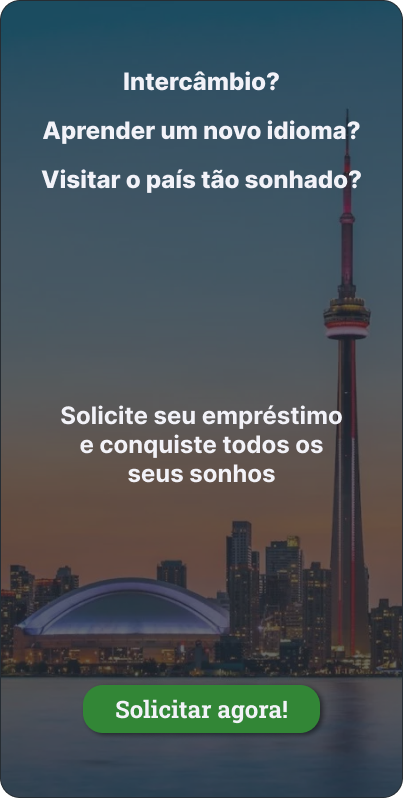 Intercâmbio?
Aprender um novo idioma?
Visitar o país tão sonhado?
Solicite seu empréstimo
e conquiste todos os
seus sonhos
Solicitar agora!